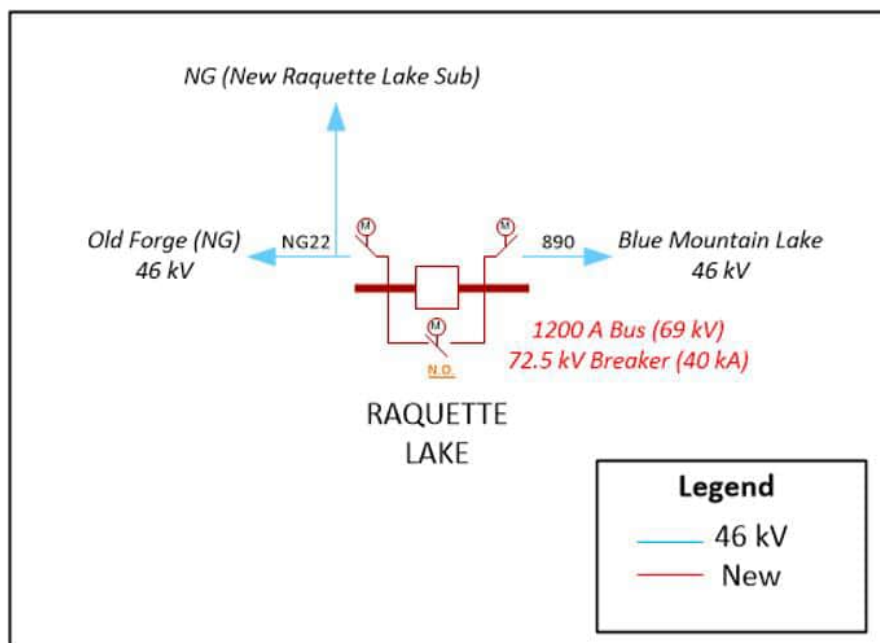 NG (New Raquette Lake Sub)
M
M
Old Forge (NG)
46 kV
NG22
890
Blue Mountain Lake
46 kV
M
N.O.
1200 A Bus (69 kV)
72.5 kV Breaker (40 kA)
RAQUETTE
LAKE
Legend
46 kV
New